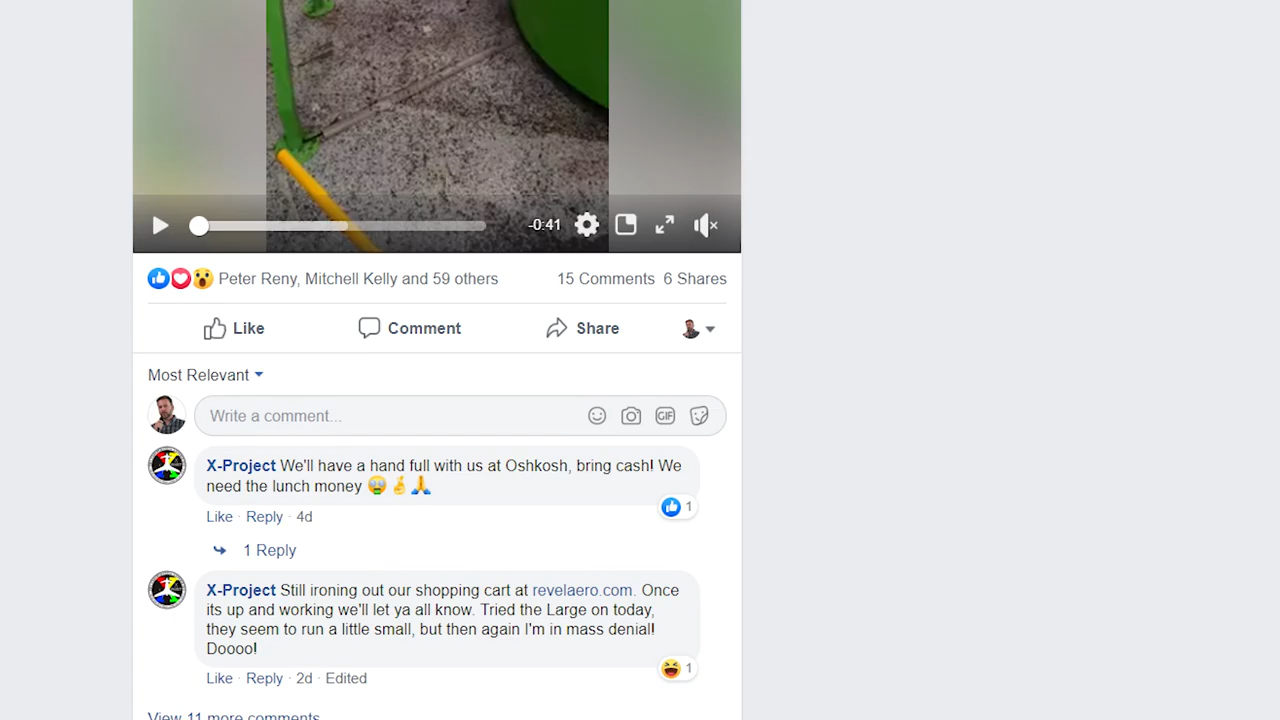 -0:41
Peter Reny, Mitchell Kelly and 59 others 15 Comments 6 Shares
Like Comment Share
Most Relevant
Write a comment... GIF
X-Project We'll have a hand full with us at Oshkosh, bring cash! We
need the lunch money 🤑🤞🙏
1
Like · Reply · 4d
1 Reply
X-Project Still ironing out our shopping cart at revelaero.com. Once
its up and working we'll let ya all know. Tried the Large on today,
they seem to run a little small, but then again I'm in mass denial!
Doooo!
1
Like · Reply · 2d · Edited
View 11 more comments